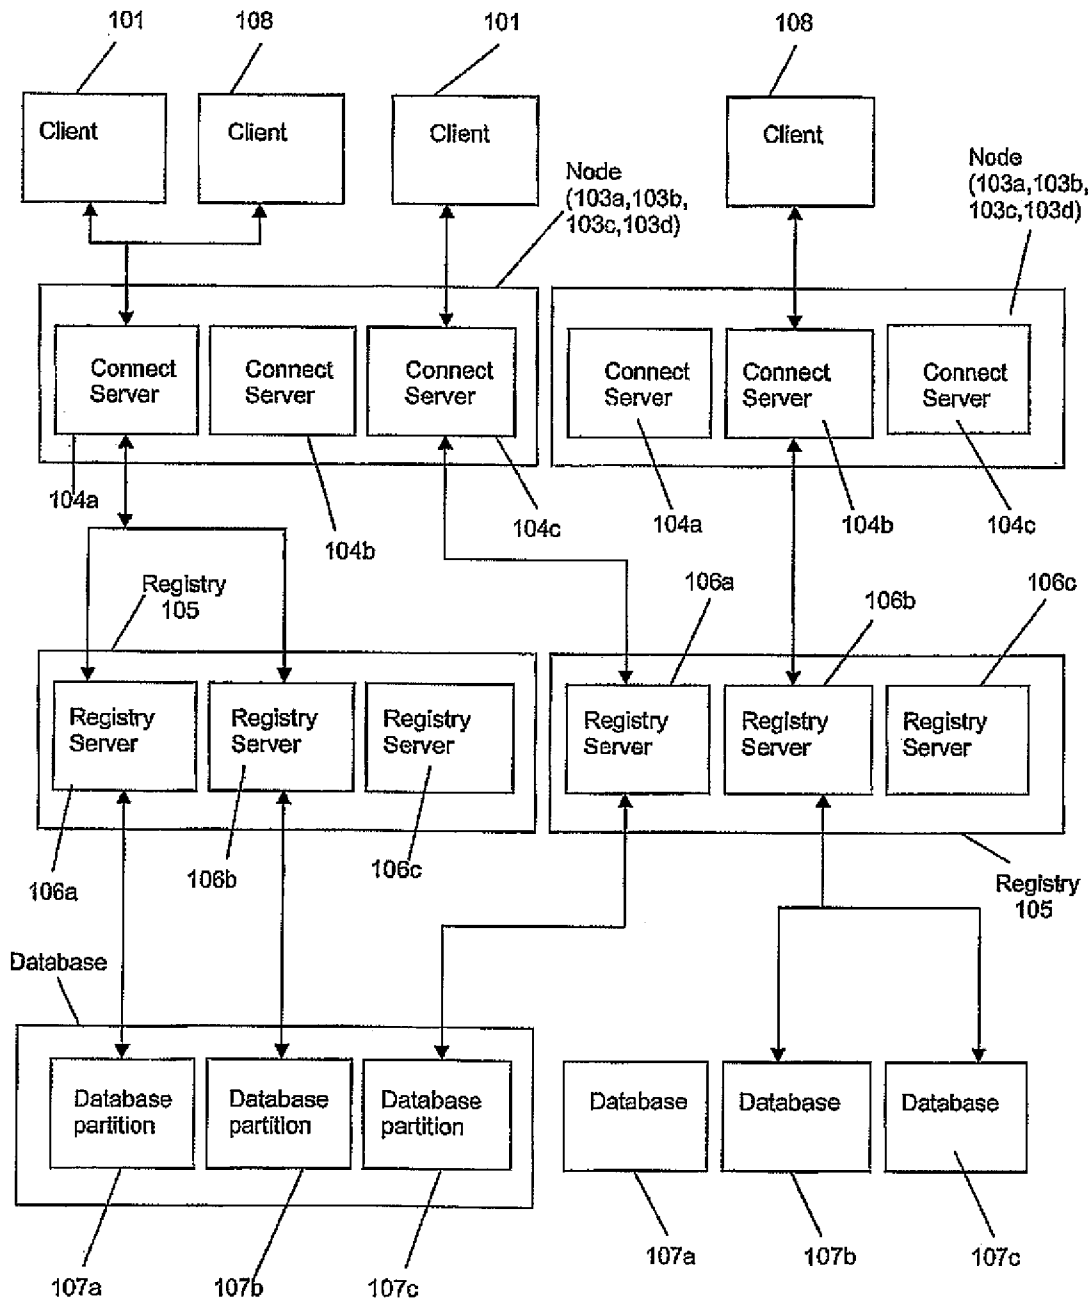 101
108
101
108
Client
Client
Client
Client
Node
(103a,103b,
103c,103d)
Node
(103a,103b,
103c,103d)
Connect
Server
Connect
Server
Connect
Server
Connect
Server
Connect
Server
Connect
Server
104a
104b
104c
104a
104b
104c
Registry
105
106a
106b
106c
Registry
Server
Registry
Server
Registry
Server
Registry
Server
Registry
Server
Registry
Server
106a
106b
106c
Registry
105
Database
Database
partition
Database
partition
Database
partition
Database
Database
Database
107a
107b
107c
107a
107b
107c